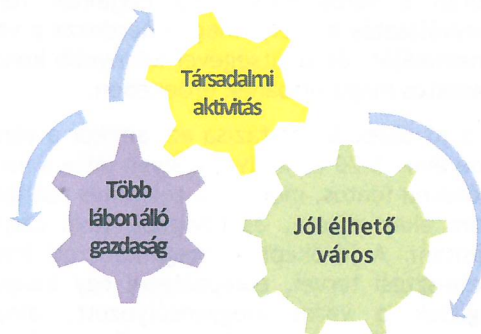 Társadalmi
aktivitás
Több
lábon álló
gazdaság
Jól élhető
város